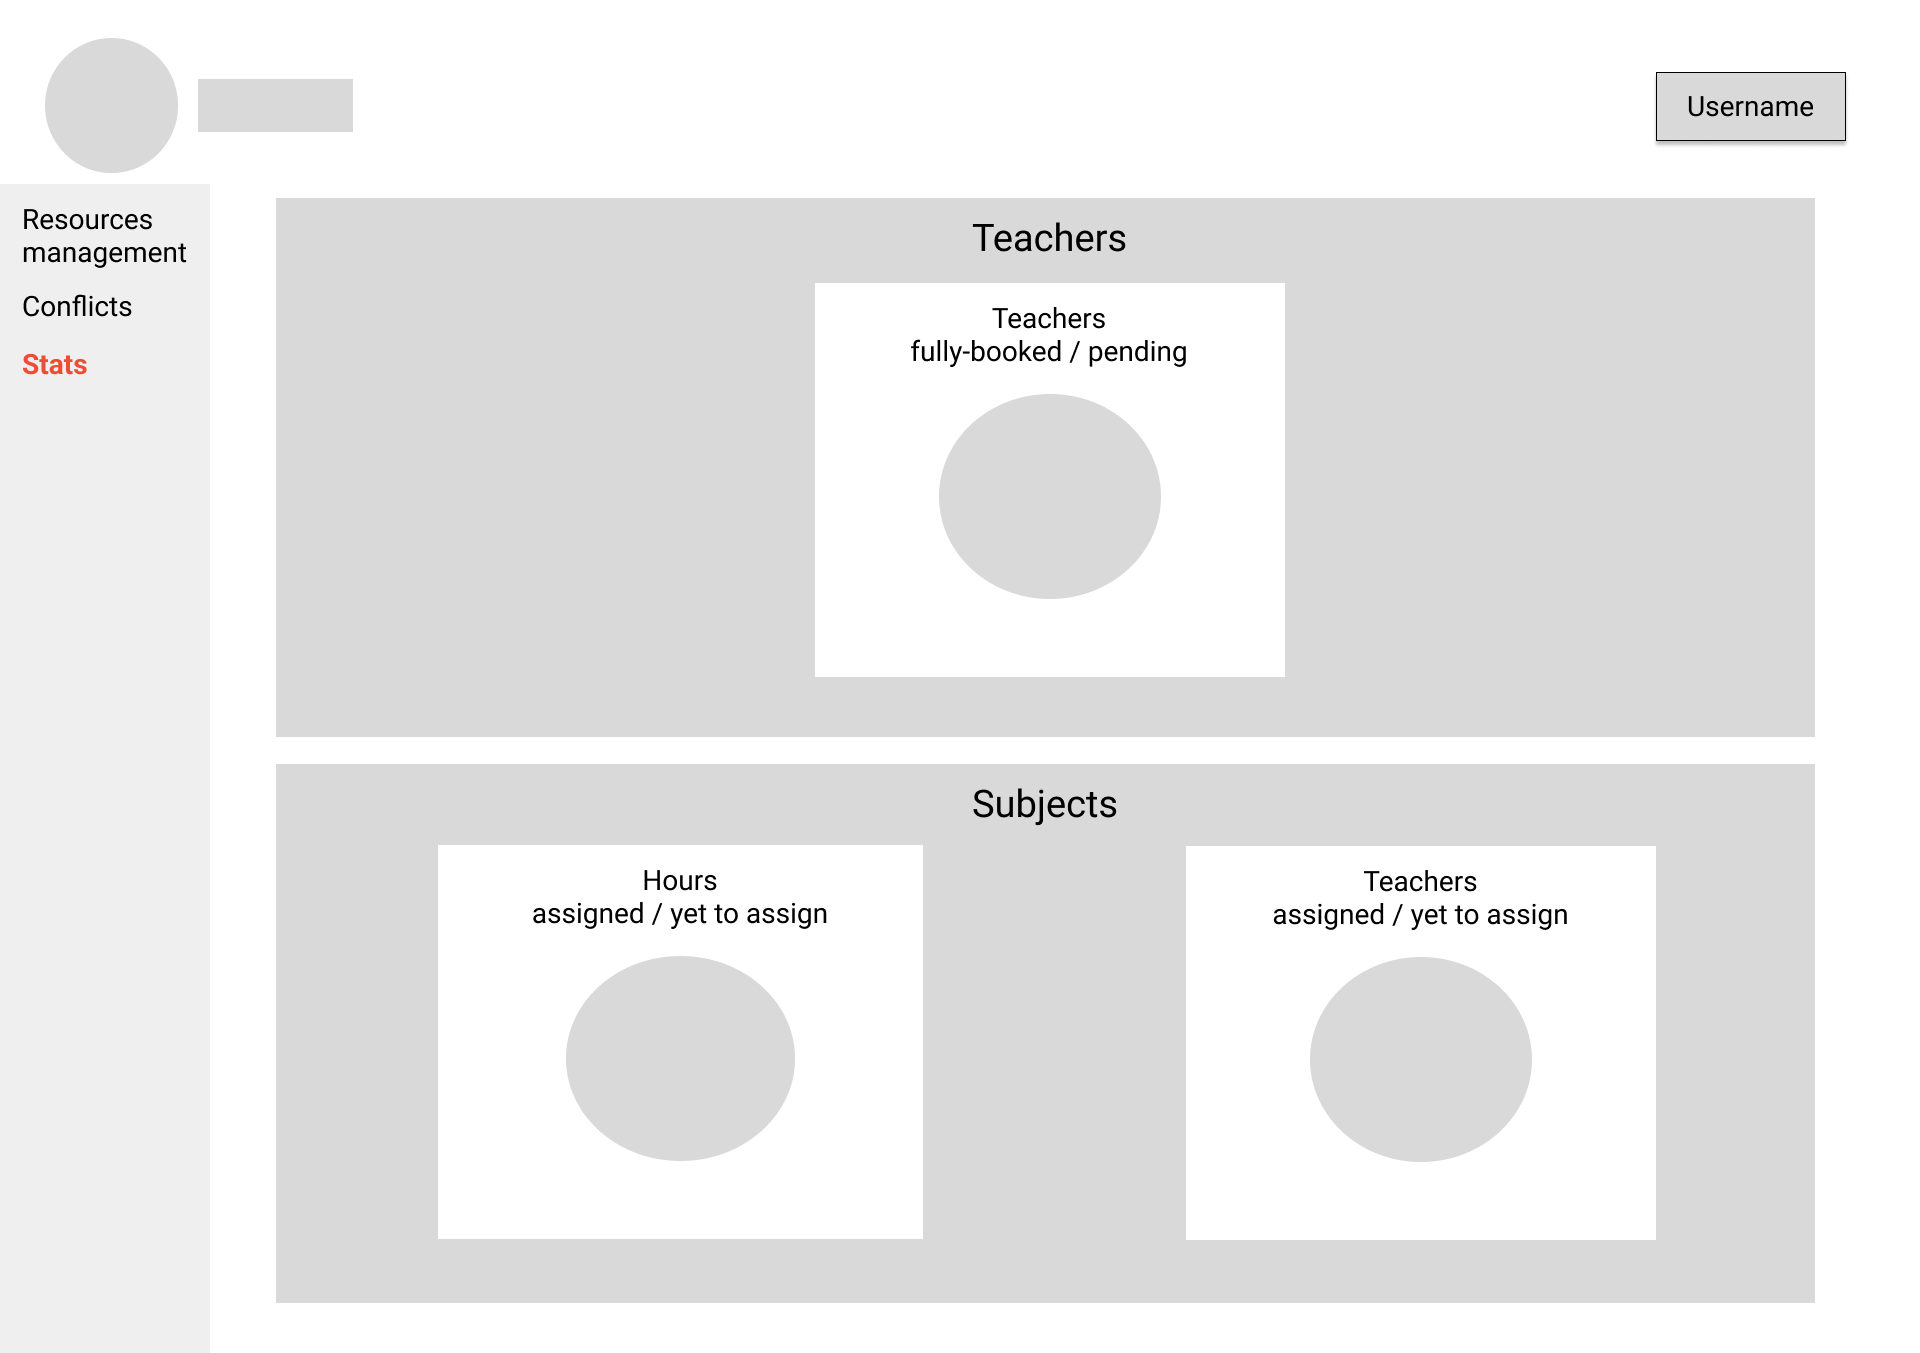 Username
Resources
management
Conflicts
Stats
Teachers
Teachers
fully-booked / pending
Subjects
Hours
assigned / yet to assign
Teachers
assigned / yet to assign